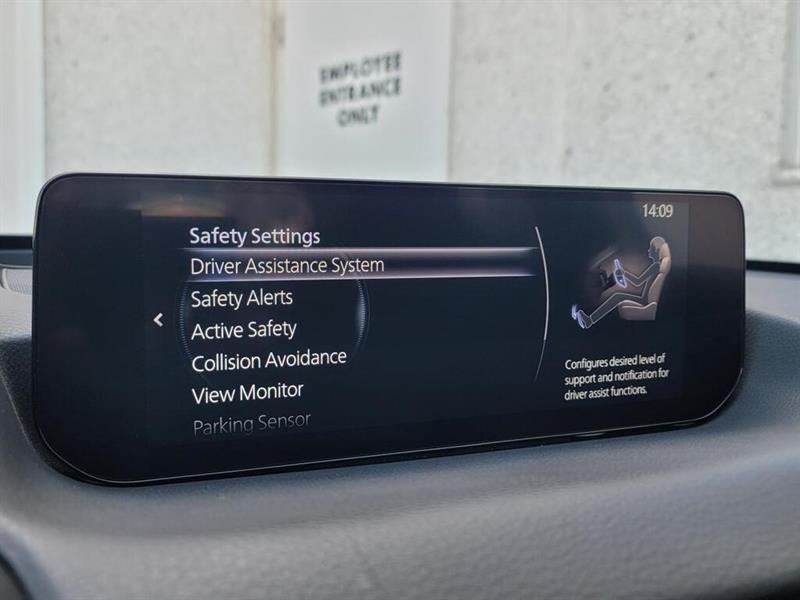 EMPLOYEE
ENTRANCE
ONLY
14:09
Safety Settings
Driver Assistance System
Safety Alerts
Active Safety
Collision Avoidance
View Monitor
Parking Sensor
Configures desired level of
support and notification for
driver assist functions.